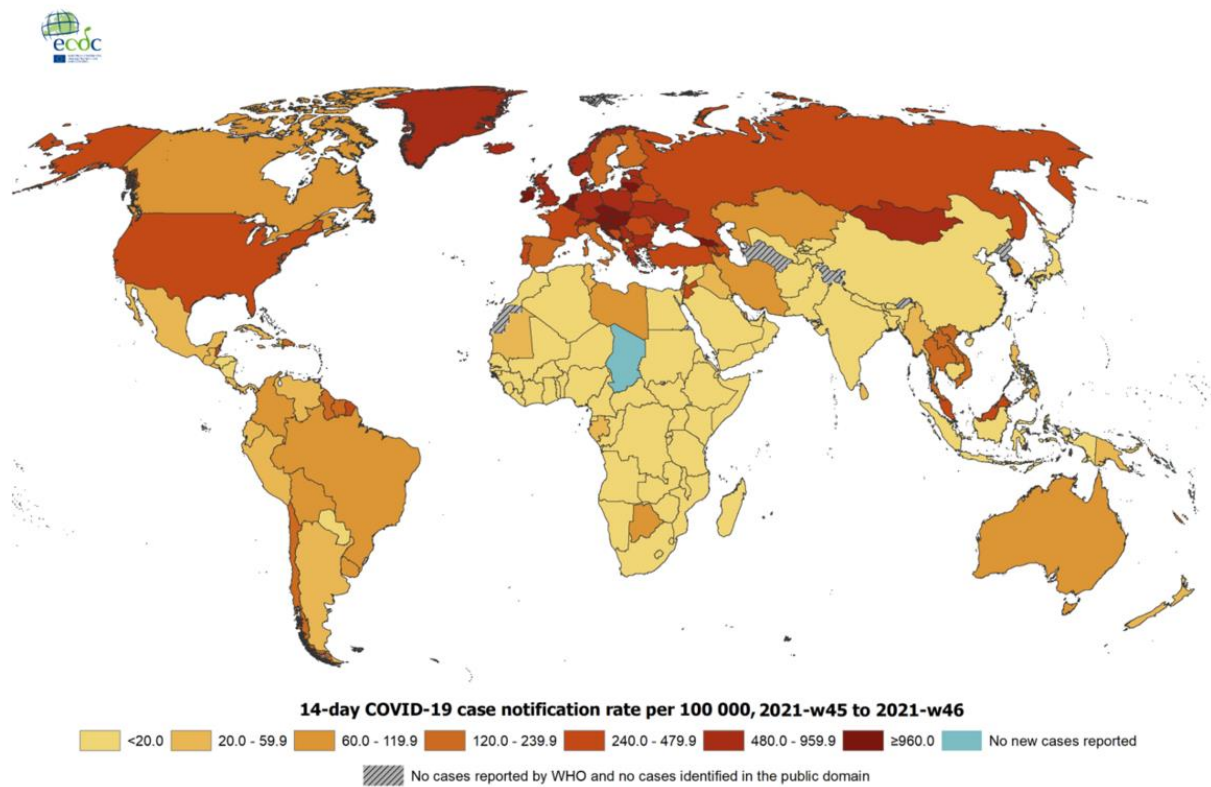 ecdc
14-day COVID-19 case notification rate per 100 000, 2021-w45 to 2021-w46
<20.0 20.0 - 59.9 60.0 - 119.9 120.0 - 239.9 240.0 - 479.9 480.0 - 959.9 ≥960.0 No new cases reported
No cases reported by WHO and no cases identified in the public domain